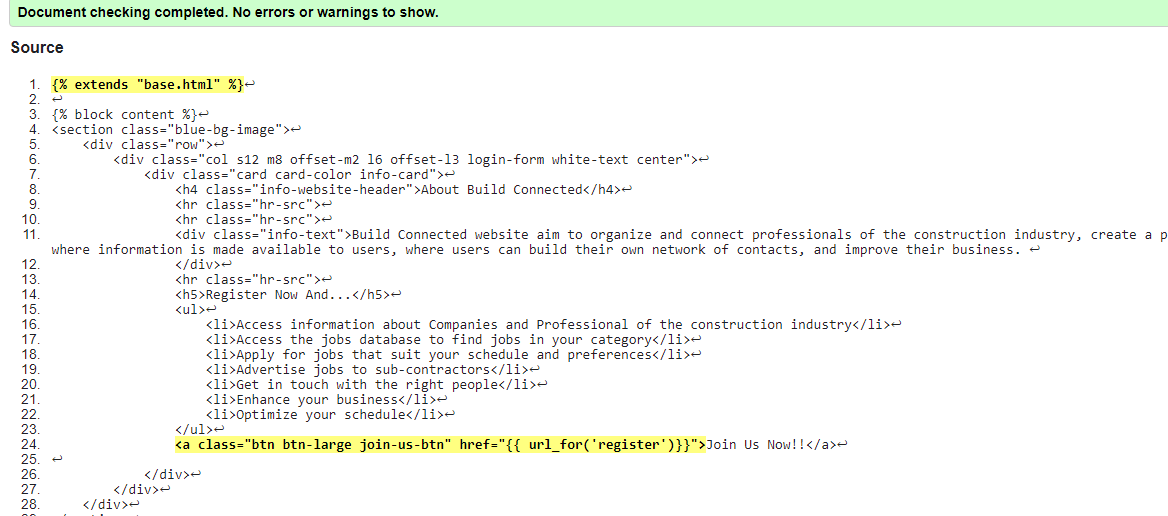 Document checking completed. No errors or warnings to show.
Source
1. {% extends "base.html" %}↩
2. ↩
3. {% block content %}↩
4. <section class="blue-bg-image">↩
5. <div class="row">↩
6. <div class="col s12 m8 offset-m2 l6 offset-l3 login-form white-text center">↩
7. <div class="card card-color info-card">↩
8. <h4 class="info-website-header">About Build Connected</h4>↩
9. <hr class="hr-src">↩
10. <hr class="hr-src">↩
11. <div class="info-text">Build Connected website aim to organize and connect professionals of the construction industry, create a p
where information is made available to users, where users can build their own network of contacts, and improve their business. ↩
12. </div>↩
13. <hr class="hr-src">↩
14. <h5>Register Now And...</h5>↩
15. <ul>↩
16. <li>Access information about Companies and Professional of the construction industry</li>↩
17. <li>Access the jobs database to find jobs in your category</li>↩
18. <li>Apply for jobs that suit your schedule and preferences</li>↩
19. <li>Advertise jobs to sub-contractors</li>↩
20. <li>Get in touch with the right people</li>↩
21. <li>Enhance your business</li>↩
22. <li>Optimize your schedule</li>↩
23. </ul>↩
24. <a class="btn btn-large join-us-btn" href="{{ url_for('register')}}">Join Us Now!!</a>↩
25. ↩
26. </div>↩
27. </div>↩
28. </div>↩